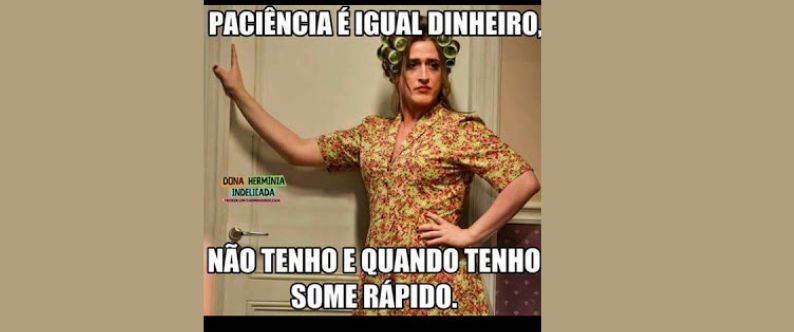 PACIÊNCIA É IGUAL DINHEIRO,
DONA HERMÍNIA
INDELICADA
NÃO TENHO E QUANDO TENHO
SOME RÁPIDO.